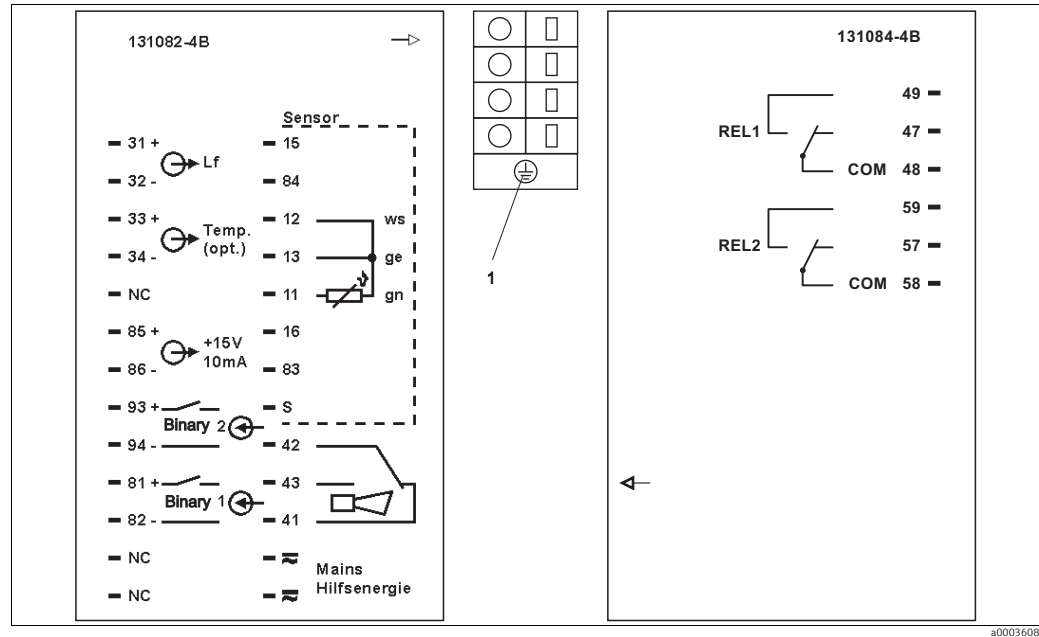 131082-4B
Sensor
31 +
Lf
32 -
33 +
Temp.
(opt.)
34 -
NC
85 +
+15V
10mA
86 -
93 +
Binary 2
94 -
81 +
Binary 1
82 -
NC
NC
15
84
12
ws
13
ge
11
gn
16
83
S
42
43
41
Mains
Hilfsenergie
1
131084-4B
49
REL1
47
COM 48
59
REL2
57
COM 58
a0003608